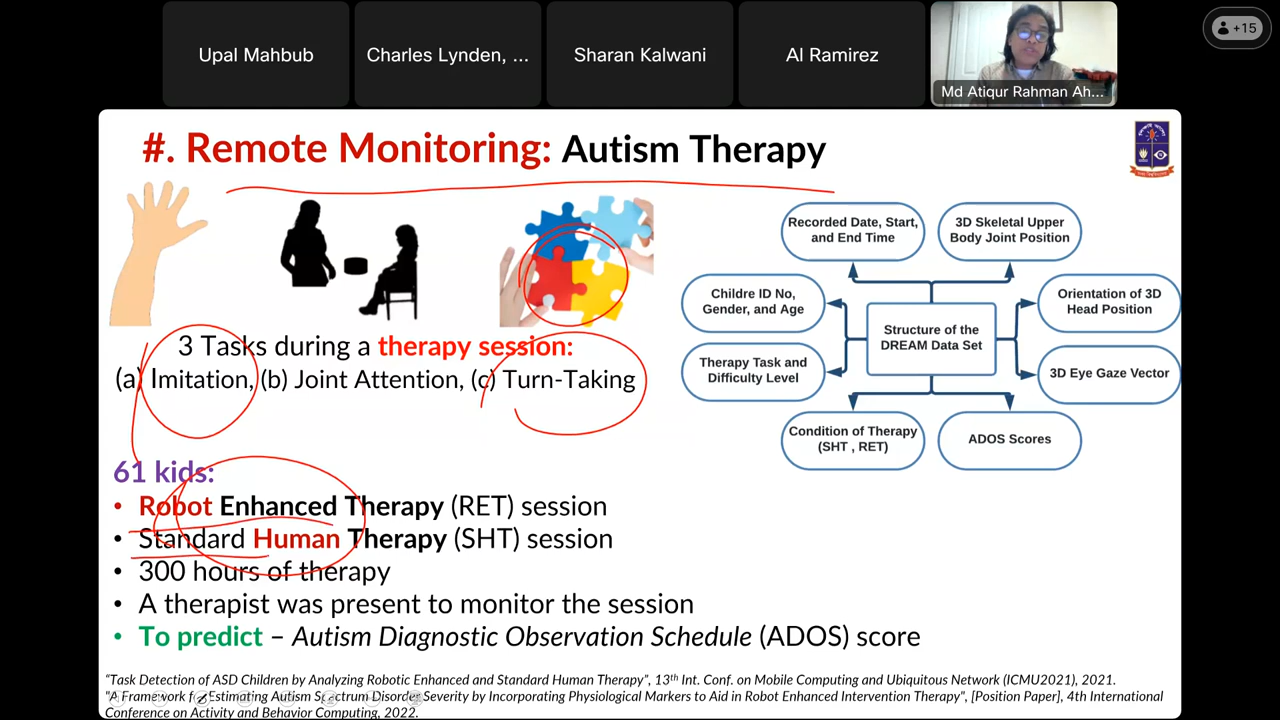 Upal Mahbub
Charles Lynden, ...
Sharan Kalwani
Al Ramirez
Md Atiqur Rahman Ah...
+15
#. Remote Monitoring: Autism Therapy
3 Tasks during a therapy session:
(a) Imitation, (b) Joint Attention, (c) Turn-Taking
61 kids:
• Robot Enhanced Therapy (RET) session
• Standard Human Therapy (SHT) session
• 300 hours of therapy
• A therapist was present to monitor the session
• To predict – Autism Diagnostic Observation Schedule (ADOS) score
Recorded Date, Start,
and End Time
3D Skeletal Upper
Body Joint Position
Childre ID No,
Gender, and Age
Orientation of 3D
Head Position
Structure of the
DREAM Data Set
Therapy Task and
Difficulty Level
3D Eye Gaze Vector
Condition of Therapy
(SHT , RET)
ADOS Scores
"Task Detection of ASD Children by Analyzing Robotic Enhanced and Standard Human Therapy", 13th Int. Conf. on Mobile Computing and Ubiquitous Network (ICMU2021), 2021.
"A Framework for Estimating Autism Spectrum Disorder Severity by Incorporating Physiological Markers to Aid in Robot Enhanced Intervention Therapy", [Position Paper], 4th International
Conference on Activity and Behavior Computing, 2022.